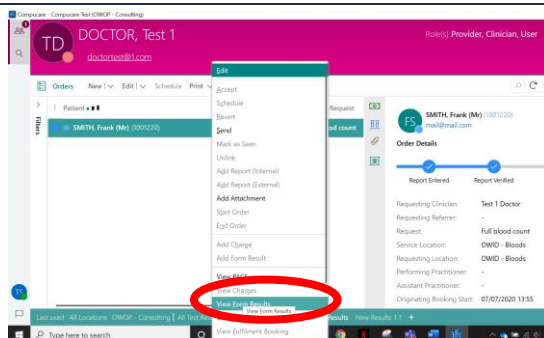 Compucare - Compucare Test (OWOP - Consulting)
TD
DOCTOR, Test 1
doctortest@1.com
Role(s) Provider, Clinician, User
Orders New Edit Schedule Print
Filters
Patient
SMITH, Frank (Mr) (1001220)
Request
ood count
Edit
Accept
Schedule
Revert
Send
Mark as Seen
Unlink
Add Report (Internal)
Add Report (External)
Add Attachment
Start Order
End Order
Add Charge
Add Form Result
View PAGE
View Charges
View Form Results
View Form Results
View Fulfilment Booking
FS
SMITH, Frank (Mr) (1001220)
mail@mail.com
Order Details
Report Entered Report Verified
Requesting Clinician: Test 1 Doctor
Requesting Referrer: -
Request: Full blood count
Service Location: OWID - Bloods
Requesting Location: OWID - Bloods
Performing Practitioner: -
Assistant Practitioner: -
Originating Booking Start: 07/07/2020 13:55
TS
Last used All Locations OWOP - Consulting All Test Res
Results New Results 1.1 +
Type here to search